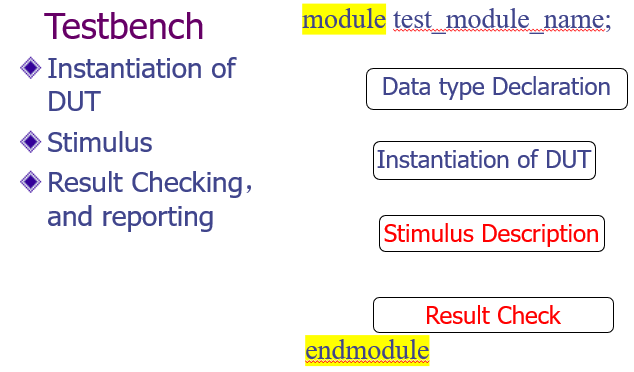 Testbench
Instantiation of
DUT
Stimulus
Result Checking，
and reporting
module test_module_name;
Data type Declaration
Instantiation of DUT
Stimulus Description
Result Check
endmodule